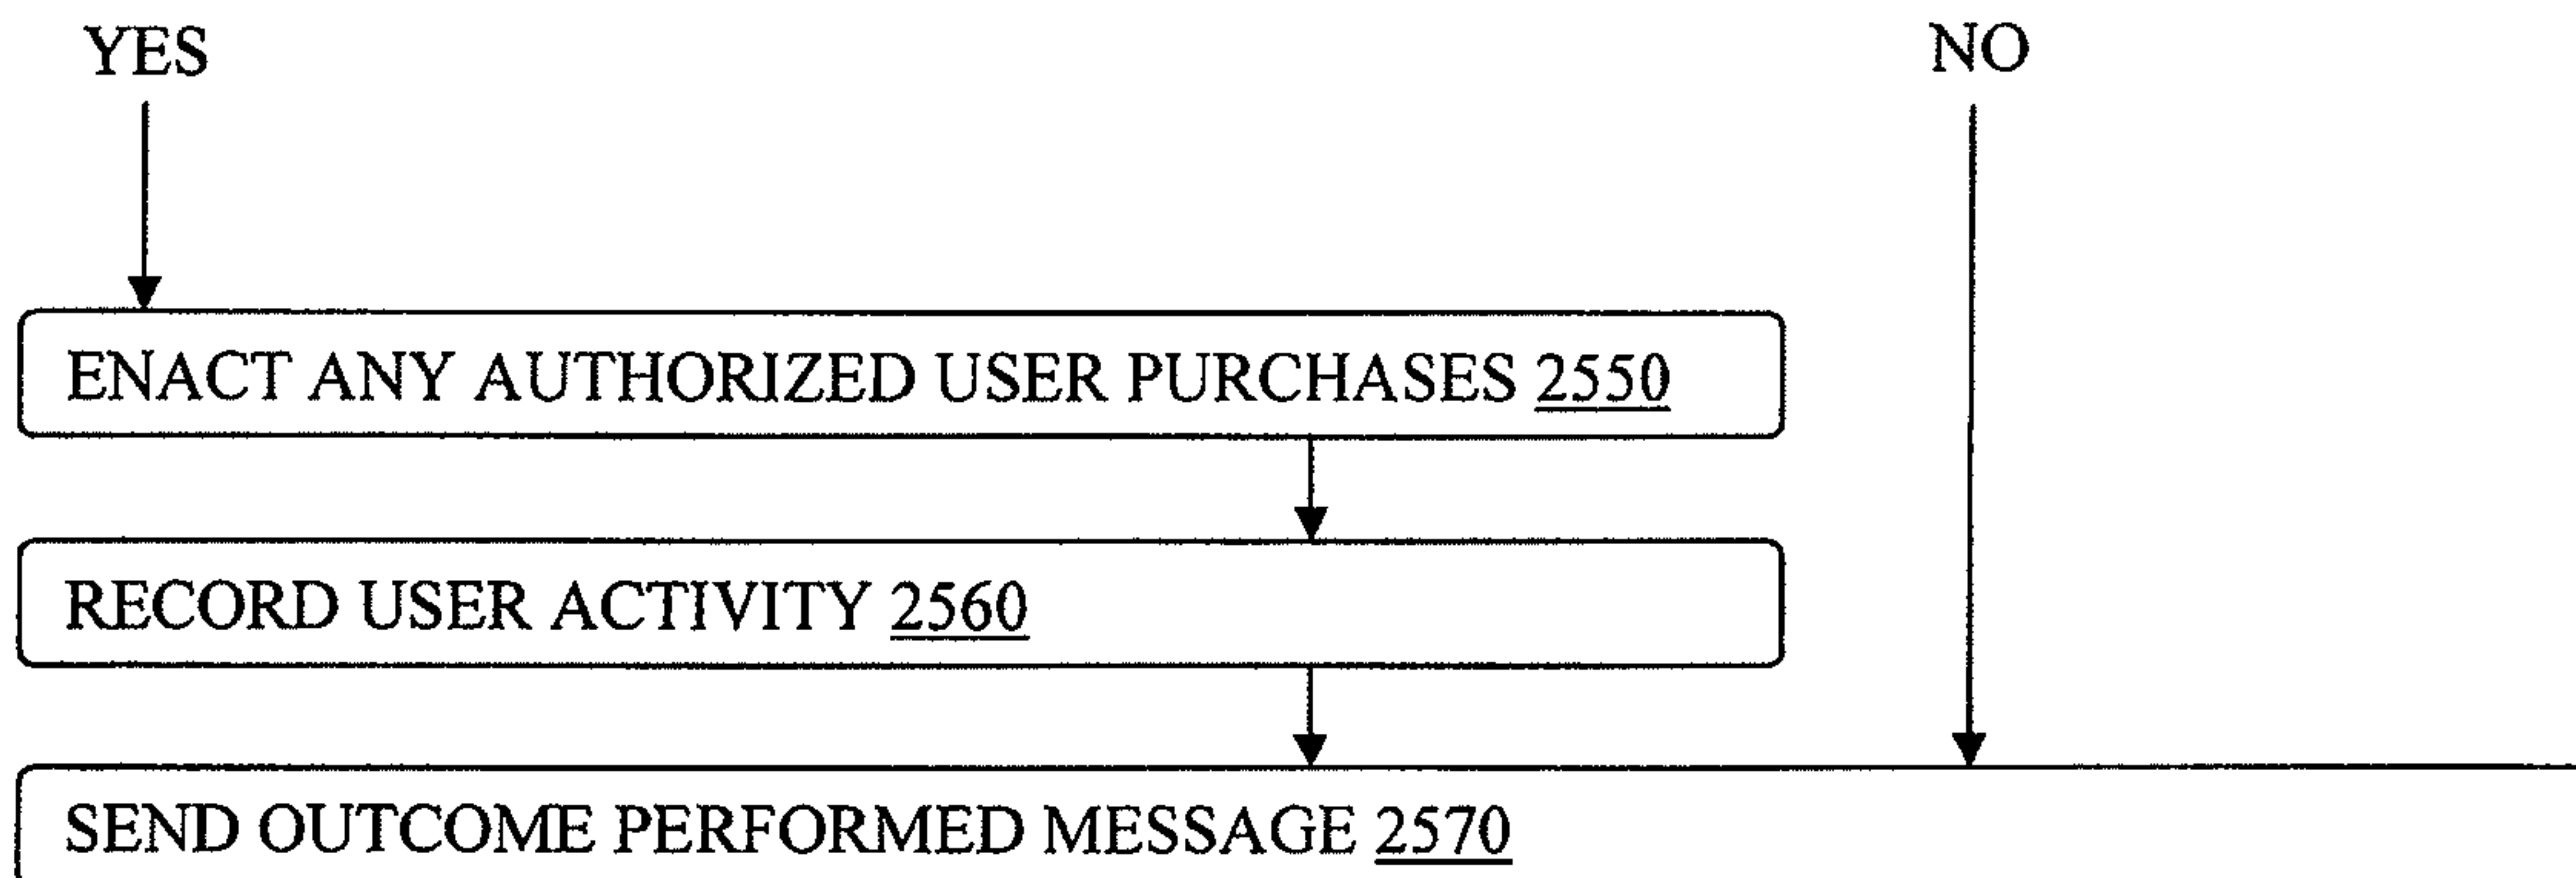 YES
NO
ENACT ANY AUTHORIZED USER PURCHASES 2550
RECORD USER ACTIVITY 2560
SEND OUTCOME PERFORMED MESSAGE 2570